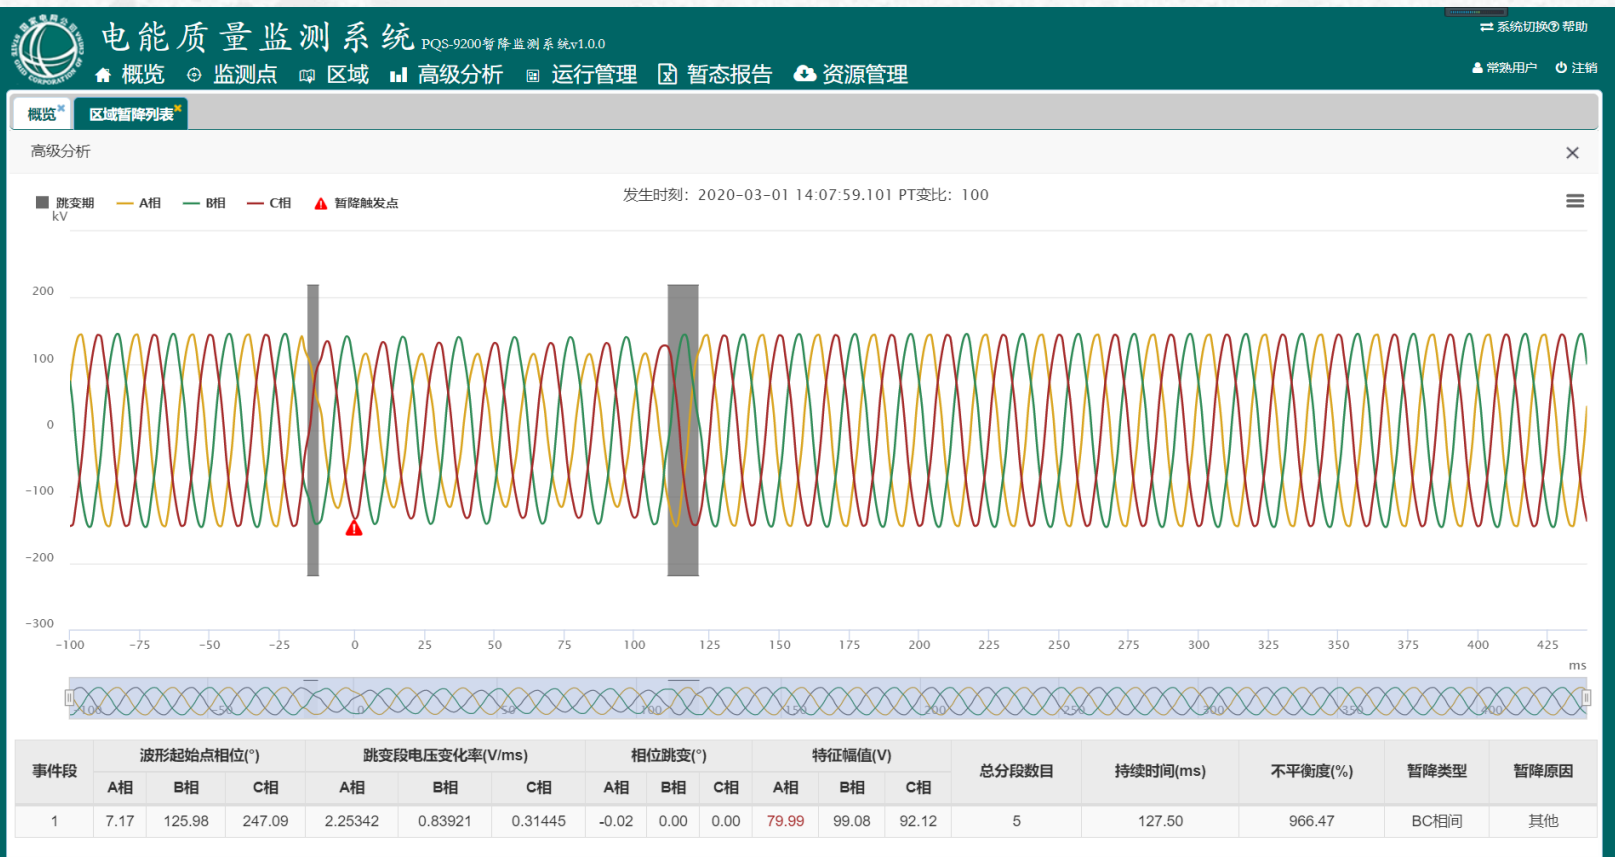 电能质量监测系统 PQS-9200暂降监测系统v1.0.0
系统切换 帮助
概览 监测点 区域 高级分析 运行管理 暂态报告 资源管理
常熟用户 注销
概览 区域暂降列表
高级分析
发生时刻：2020-03-01 14:07:59.101 PT变比：100
跳变期 A相 B相 C相 暂降触发点
kV
200
100
0
-100
-200
-300
-100 -75 -50 -25 0 25 50 75 100 125 150 175 200 225 250 275 300 325 350 375 400 425
ms
-100 -50 0 50 100 150 200 250 300 350 400
事件段 波形起始点相位(°) 跳变段电压变化率(V/ms) 相位跳变(°) 特征幅值(V) 总分段数目 持续时间(ms) 不平衡度(%) 暂降类型 暂降原因
A相 B相 C相 A相 B相 C相 A相 B相 C相 A相 B相 C相
1 7.17 125.98 247.09 2.25342 0.83921 0.31445 -0.02 0.00 0.00 79.99 99.08 92.12 5 127.50 966.47 BC相间 其他